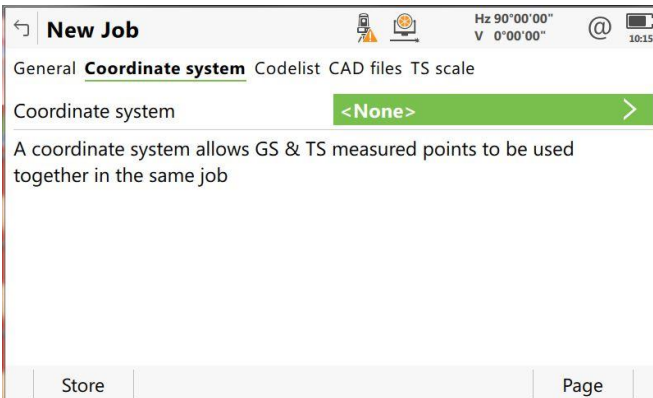 New Job
Hz 90°00'00"
V 0°00'00"
@
10:15
General Coordinate system Codelist CAD files TS scale
Coordinate system <None>
A coordinate system allows GS & TS measured points to be used
together in the same job
Store Page